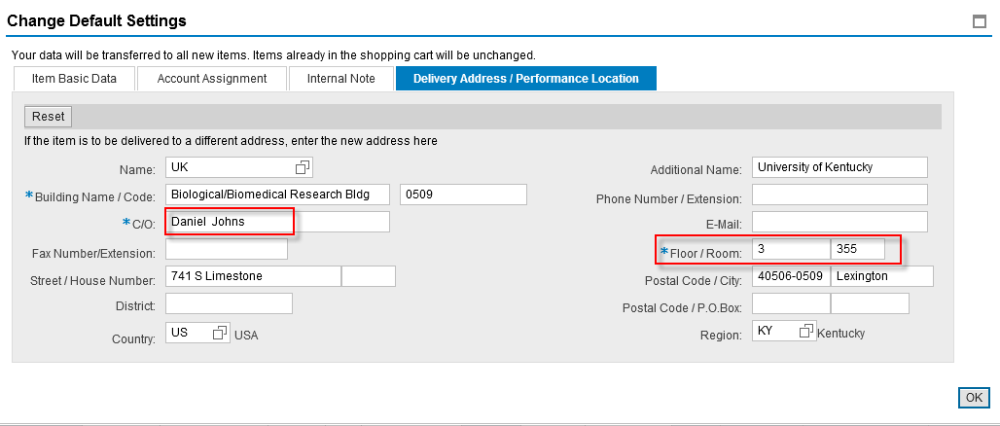 Change Default Settings
Your data will be transferred to all new items. Items already in the shopping cart will be unchanged.
Item Basic Data Account Assignment Internal Note Delivery Address / Performance Location
Reset
If the item is to be delivered to a different address, enter the new address here
Name: UK Additional Name: University of Kentucky
*Building Name / Code: Biological/Biomedical Research Bldg 0509 Phone Number / Extension:
*C/O: Daniel Johns E-Mail:
Fax Number/Extension: *Floor / Room: 3 355
Street / House Number: 741 S Limestone Postal Code / City: 40506-0509 Lexington
District: Postal Code / P.O.Box:
Country: US USA Region: KY Kentucky
OK